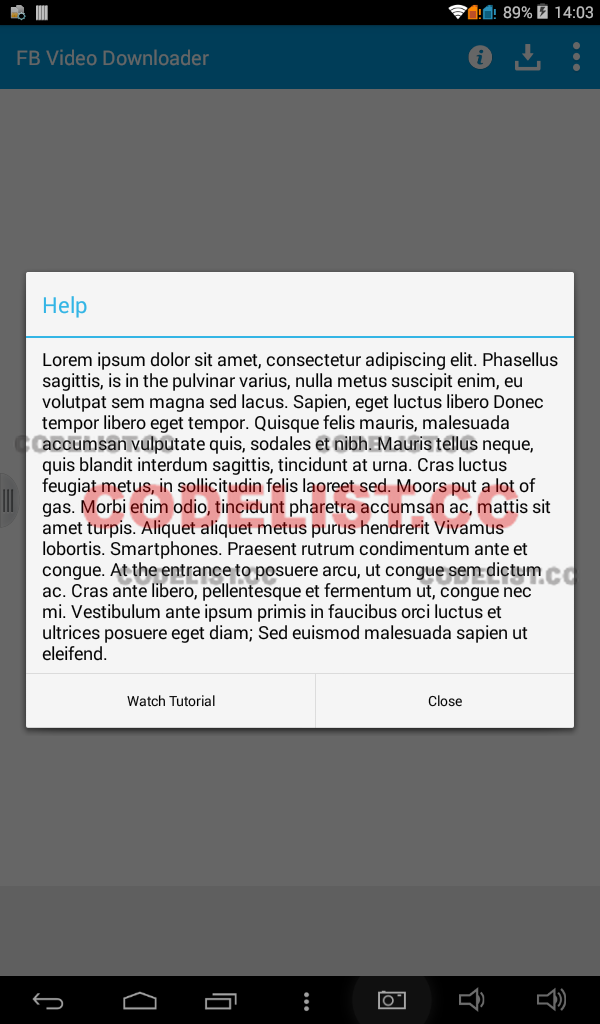 89% 14:03
FB Video Downloader
Help
Lorem ipsum dolor sit amet, consectetur adipiscing elit. Phasellus
sagittis, is in the pulvinar varius, nulla metus suscipit enim, eu
volutpat sem magna sed lacus. Sapien, eget luctus libero Donec
tempor libero eget tempor. Quisque felis mauris, malesuada
accumsan vulputate quis, sodales et nibh. Mauris tellus neque,
quis blandit interdum sagittis, tincidunt at urna. Cras luctus
feugiat metus, in sollicitudin felis laoreet sed. Moors put a lot of
gas. Morbi enim odio, tincidunt pharetra accumsan ac, mattis sit
amet turpis. Aliquet aliquet metus purus hendrerit Vivamus
lobortis. Smartphones. Praesent rutrum condimentum ante et
congue. At the entrance to posuere arcu, ut congue sem dictum
ac. Cras ante libero, pellentesque et fermentum ut, congue nec
mi. Vestibulum ante ipsum primis in faucibus orci luctus et
ultrices posuere eget diam; Sed euismod malesuada sapien ut
eleifend.
CODELIST.CC CODELIST.CC
CODELIST.CC
CODELIST.CC CODELIST.CC
Watch Tutorial Close